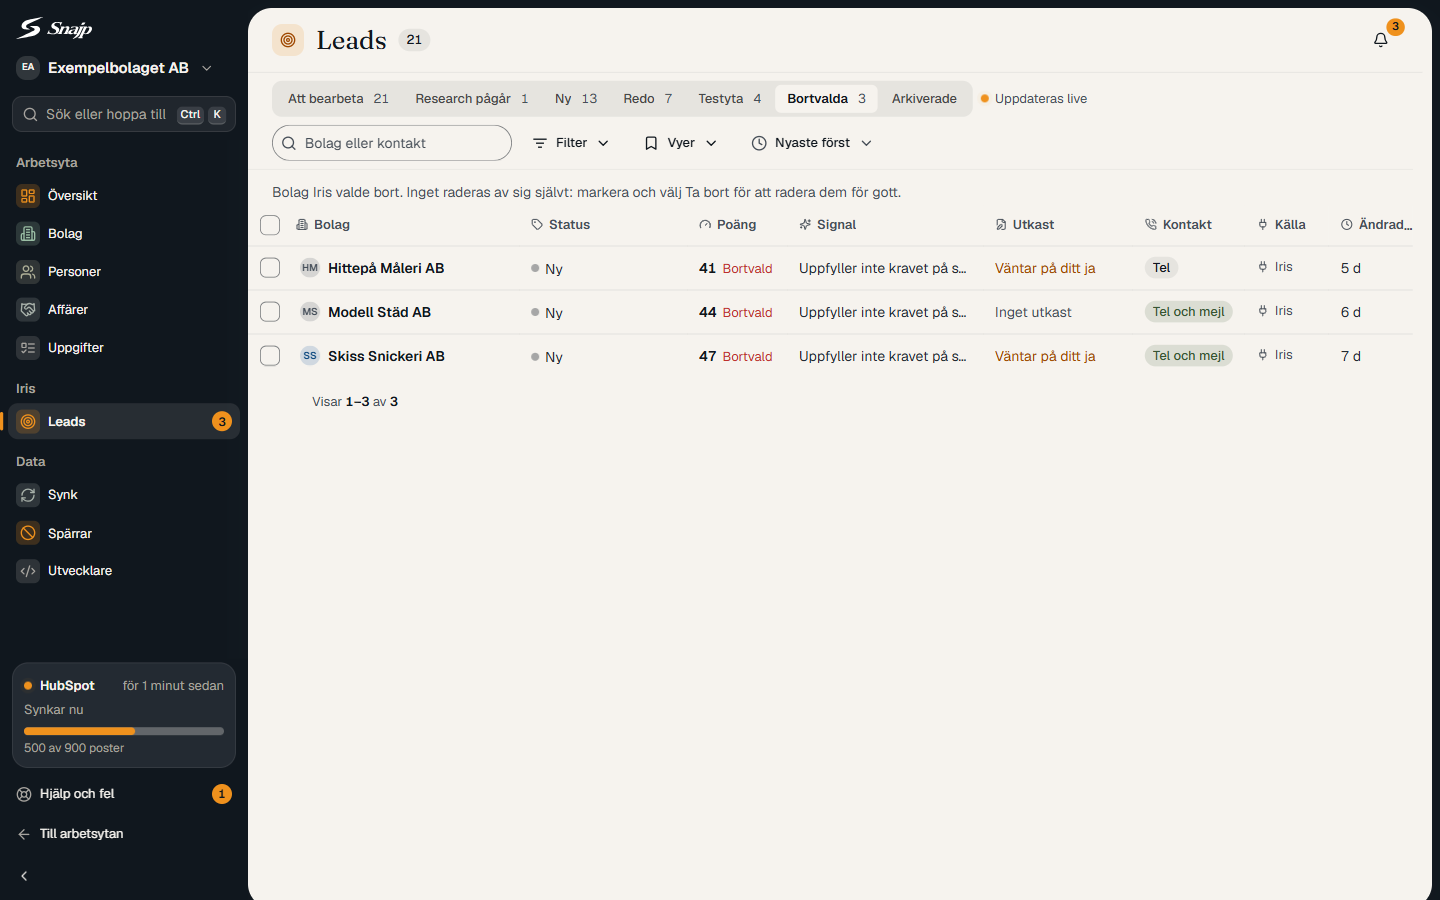 Snajp
EA Exempelbolaget AB
Sök eller hoppa till Ctrl K
Arbetsyta
Översikt
Bolag
Personer
Affärer
Uppgifter
Iris
Leads 3
Data
Synk
Spärrar
Utvecklare
HubSpot för 1 minut sedan
Synkar nu
500 av 900 poster
Hjälp och fel 1
Till arbetsytan
Leads 21
3
Att bearbeta 21 Research pågår 1 Ny 13 Redo 7 Testyta 4 Bortvalda 3 Arkiverade Uppdateras live
Bolag eller kontakt Filter Vyer Nyaste först
Bolag Iris valde bort. Inget raderas av sig självt: markera och välj Ta bort för att radera dem för gott.
Bolag Status Poäng Signal Utkast Kontakt Källa Ändrad...
HM Hittepå Måleri AB Ny 41 Bortvald Uppfyller inte kravet på s... Väntar på ditt ja Tel Iris 5 d
MS Modell Städ AB Ny 44 Bortvald Uppfyller inte kravet på s... Inget utkast Tel och mejl Iris 6 d
SS Skiss Snickeri AB Ny 47 Bortvald Uppfyller inte kravet på s... Väntar på ditt ja Tel och mejl Iris 7 d
Visar 1–3 av 3